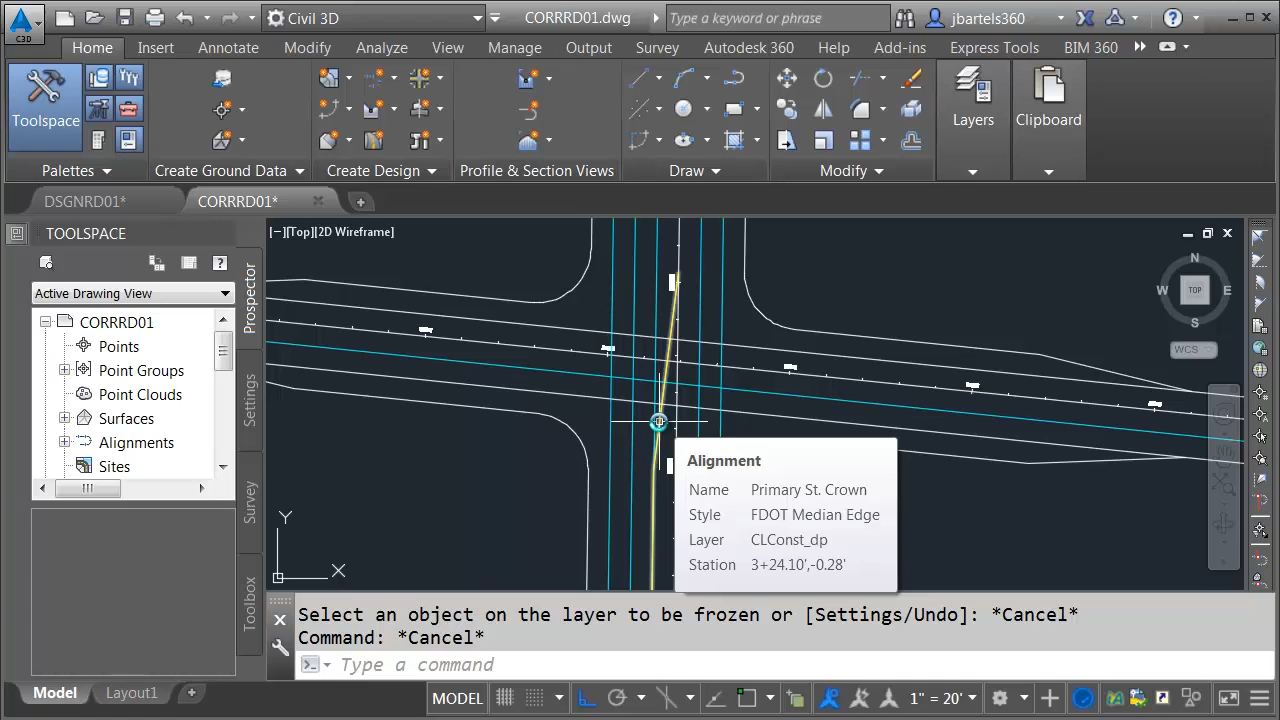 Civil 3D
CORRRD01.dwg
Type a keyword or phrase
jbartels360
C3D
Home Insert Annotate Modify Analyze View Manage Output Survey Autodesk 360 Help Add-ins Express Tools BIM 360
Toolspace
Layers
Clipboard
Palettes Create Ground Data Create Design Profile & Section Views Draw Modify
DSGNRD01* CORRRD01*
TOOLSPACE
[−][Top][2D Wireframe]
Active Drawing View
CORRRD01
Points
Point Groups
Point Clouds
Surfaces
Alignments
Sites
Prospector
Settings
Survey
Toolbox
N
W TOP E
S
WCS
Alignment
Name Primary St. Crown
Style FDOT Median Edge
Layer CLConst_dp
Station 3+24.10',-0.28'
Y
X
Select an object on the layer to be frozen or [Settings/Undo]: *Cancel*
Command: *Cancel*
Type a command
Model Layout1
MODEL
1" = 20'